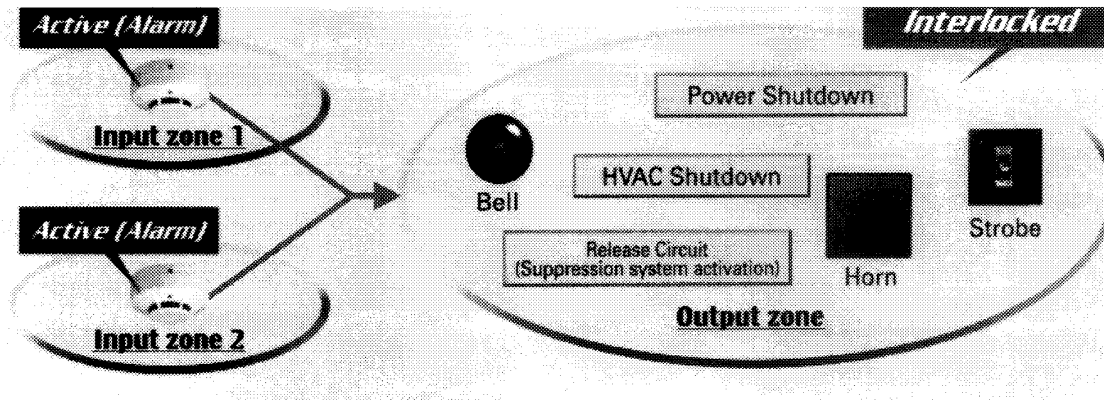 Active (Alarm)
Input zone 1
Active (Alarm)
Input zone 2
Interlocked
Power Shutdown
Bell
HVAC Shutdown
Strobe
Release Circuit
(Suppression system activation)
Horn
Output zone